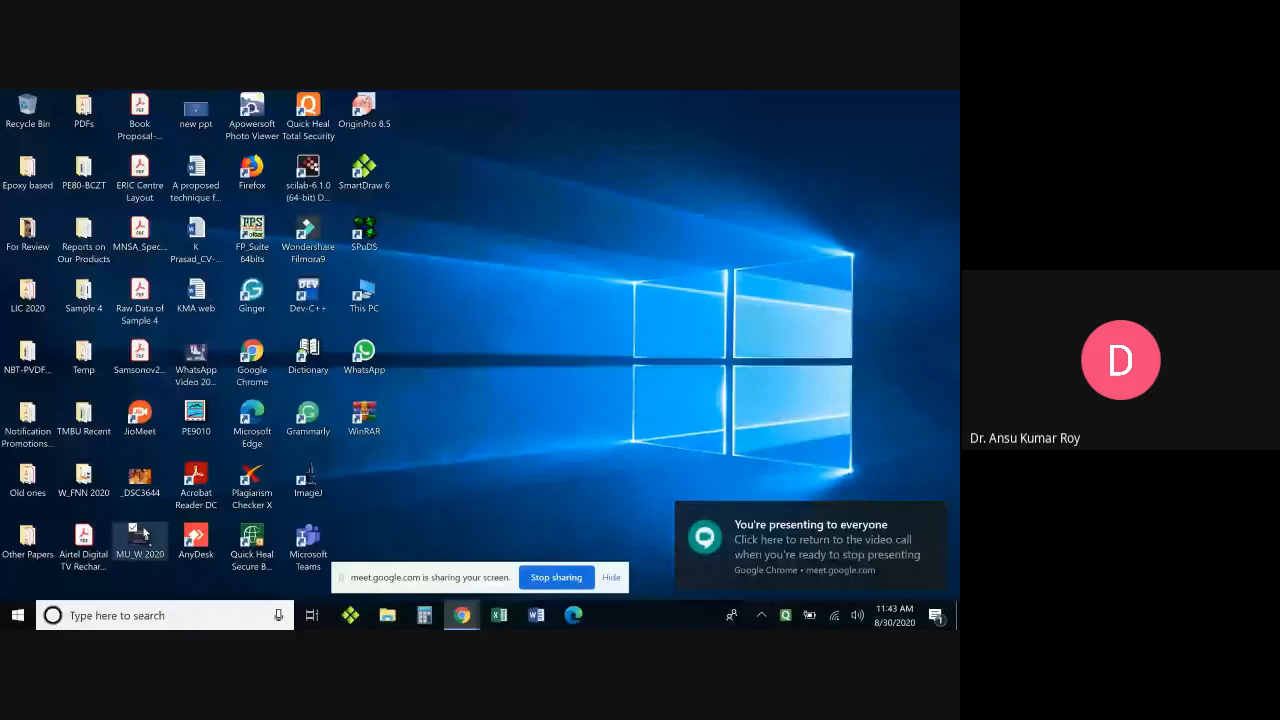 Recycle Bin
PDFs
Book
Proposal-...
new ppt
Apowersoft
Photo Viewer
Quick Heal
Total Security
OriginPro 8.5
Epoxy based
PE80-BCZT
ERIC Centre
Layout
A proposed
technique f...
Firefox
scilab-6.1.0
(64-bit) D...
SmartDraw 6
For Review
Reports on
Our Products
MNSA_Spec...
K
Prasad_CV-...
FP_Suite
64bits
Wondershare
Filmora9
SPuDS
LIC 2020
Sample 4
Raw Data of
Sample 4
KMA web
Ginger
Dev-C++
This PC
NBT-PVDF...
Temp
Samsonov2...
WhatsApp
Video 20...
Google
Chrome
Dictionary
WhatsApp
Notification
Promotions...
TMBU Recent
JioMeet
PE9010
Microsoft
Edge
Grammarly
WinRAR
Old ones
W_FNN 2020
_DSC3644
Acrobat
Reader DC
Plagiarism
Checker X
ImageJ
Other Papers
Airtel Digital
TV Rechar...
MU_W 2020
AnyDesk
Quick Heal
Secure B...
Microsoft
Teams
You're presenting to everyone
Click here to return to the video call
when you're ready to stop presenting
Google Chrome • meet.google.com
meet.google.com is sharing your screen.
Stop sharing
Hide
Type here to search
11:43 AM
8/30/2020
D
Dr. Ansu Kumar Roy